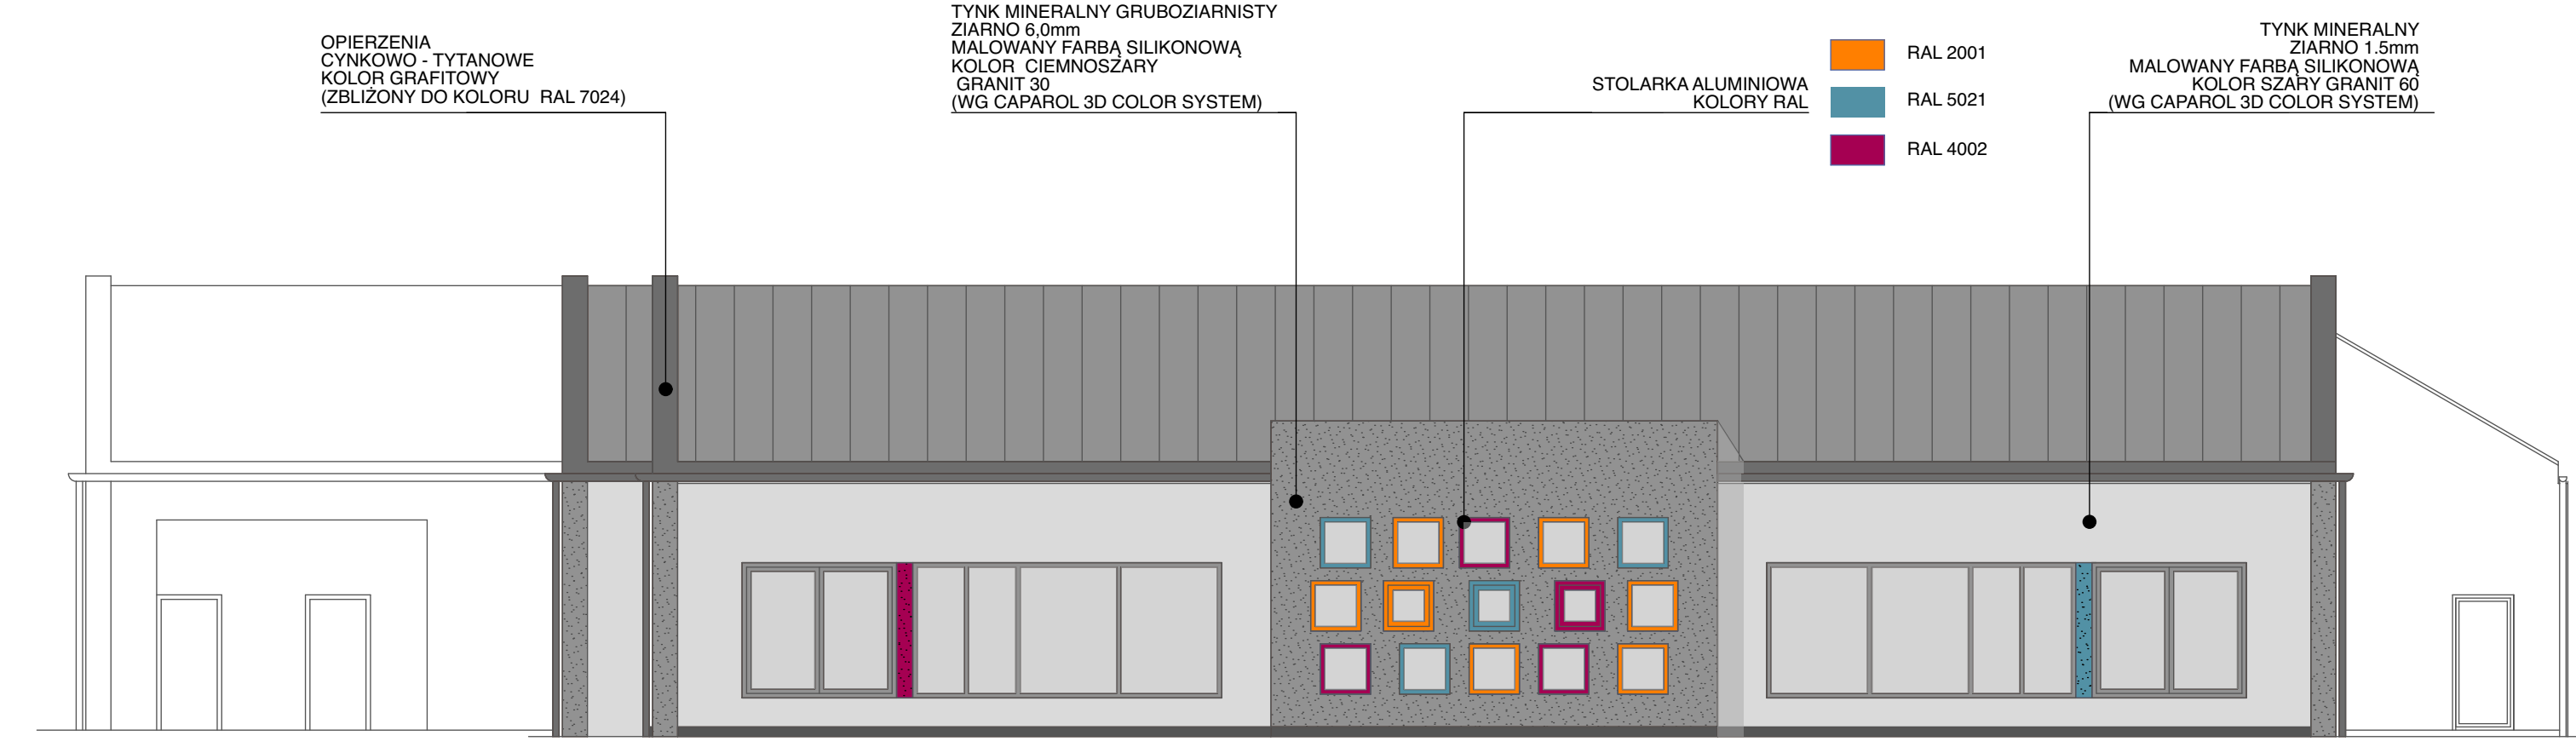 OPIERZENIA
CYNKOWO - TYTANOWE
KOLOR GRAFITOWY
(ZBLIŻONY DO KOLORU  RAL 7024)
TYNK MINERALNY GRUBOZIARNISTY
ZIARNO 6,0mm
MALOWANY FARBĄ SILIKONOWĄ
KOLOR  CIEMNOSZARY
GRANIT 30
(WG CAPAROL 3D COLOR SYSTEM)
STOLARKA ALUMINIOWA
KOLORY RAL
RAL 2001
RAL 5021
RAL 4002
TYNK MINERALNY
ZIARNO 1.5mm
MALOWANY FARBĄ SILIKONOWĄ
KOLOR SZARY GRANIT 60
(WG CAPAROL 3D COLOR SYSTEM)